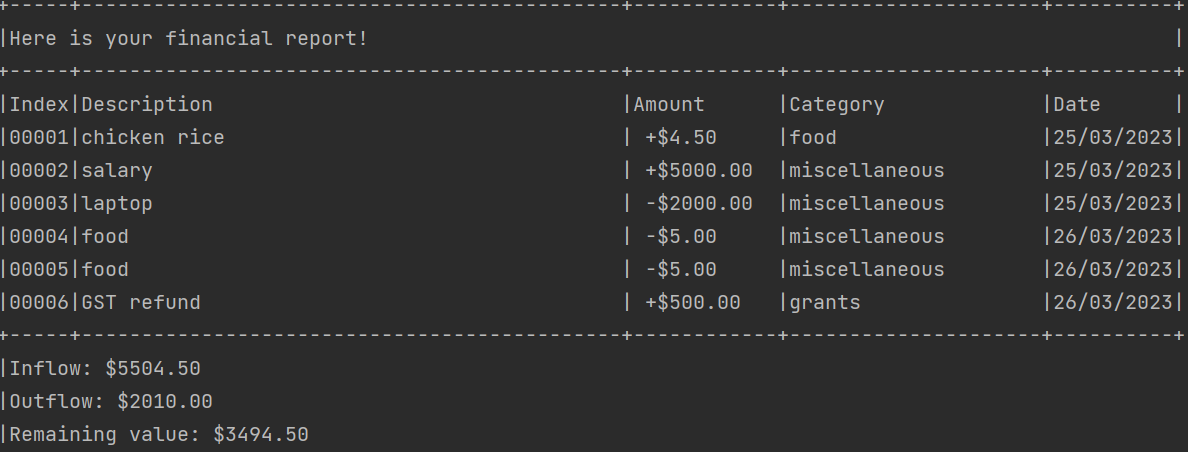 +-----+---------------------------------------------+------------+---------------------+----------+
|Here is your financial report!                                                                   |
+-----+---------------------------------------------+------------+---------------------+----------+
|Index|Description                                  |Amount      |Category             |Date      |
|00001|chicken rice                                 | +$4.50     |food                 |25/03/2023|
|00002|salary                                       | +$5000.00  |miscellaneous        |25/03/2023|
|00003|laptop                                       | -$2000.00  |miscellaneous        |25/03/2023|
|00004|food                                         | -$5.00     |miscellaneous        |26/03/2023|
|00005|food                                         | -$5.00     |miscellaneous        |26/03/2023|
|00006|GST refund                                   | +$500.00   |grants               |26/03/2023|
+-----+---------------------------------------------+------------+---------------------+----------+
|Inflow: $5504.50
|Outflow: $2010.00
|Remaining value: $3494.50